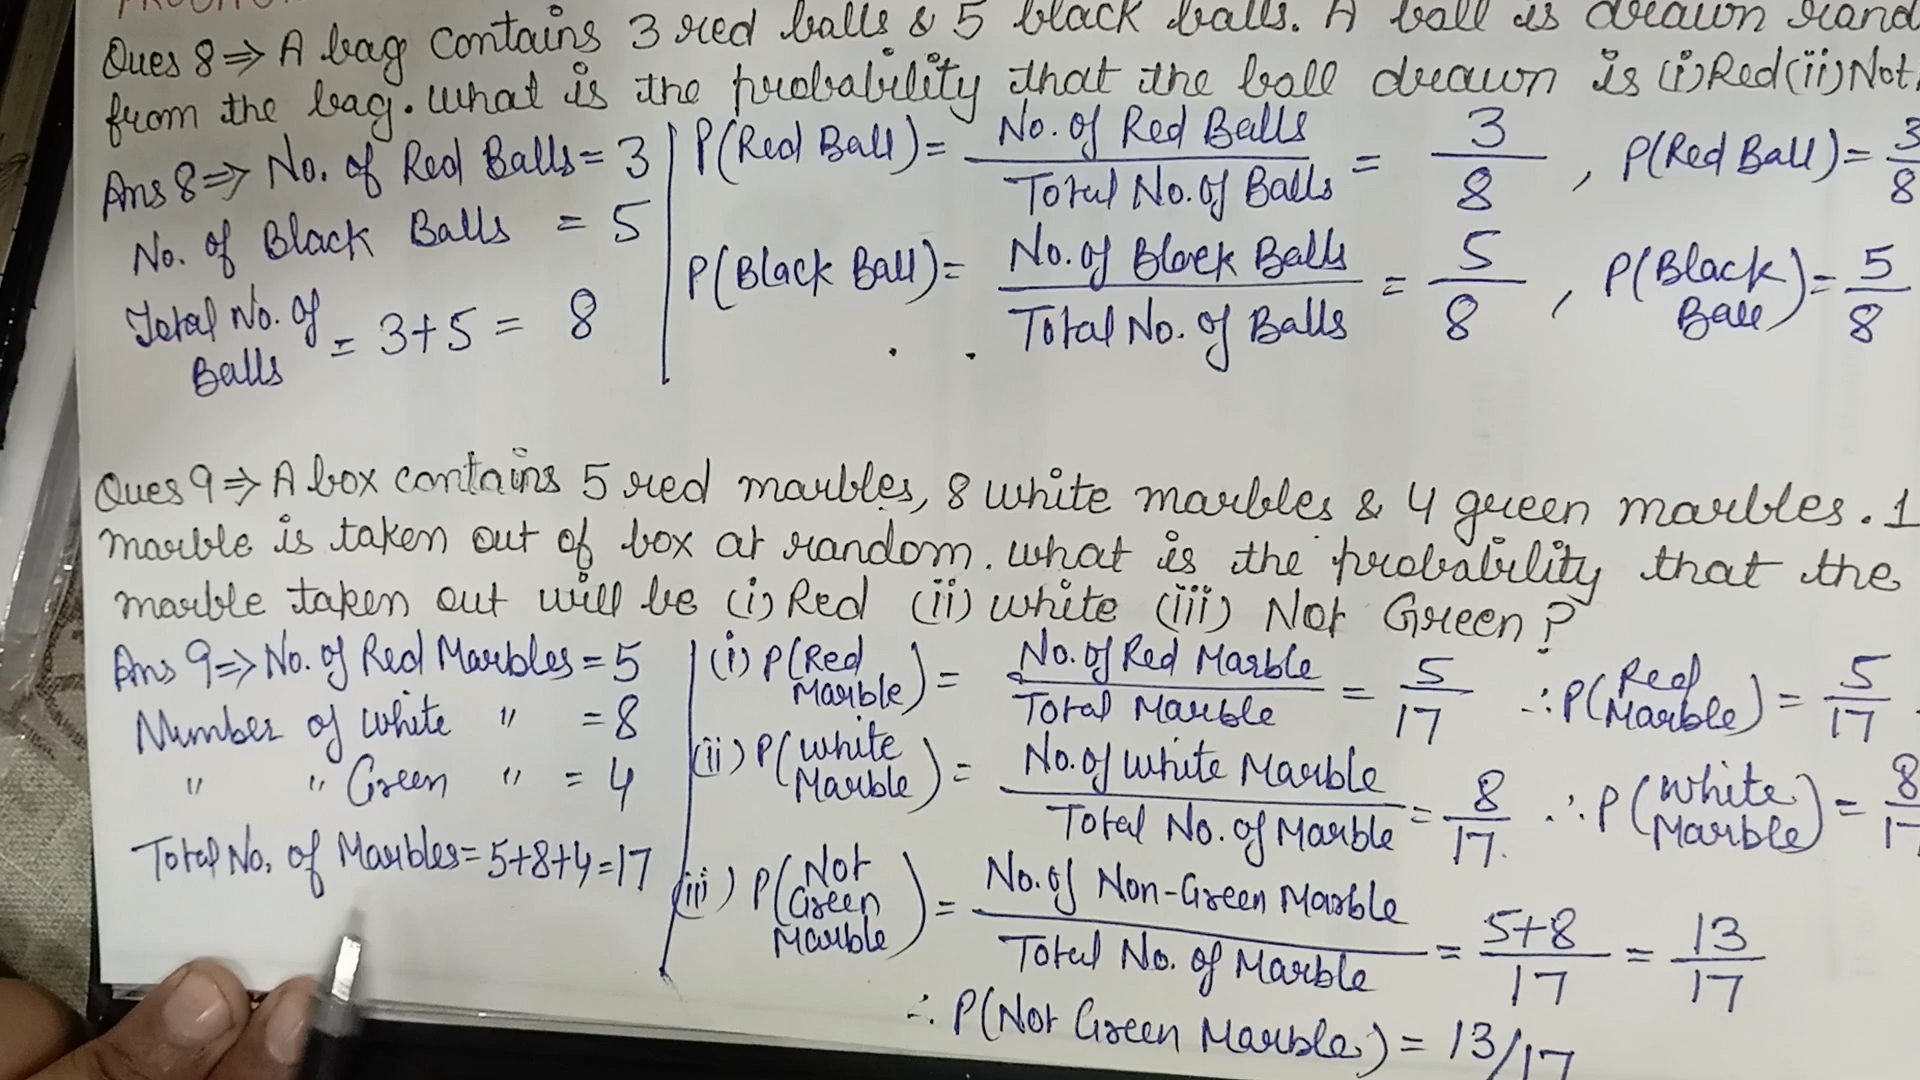 Ques 8 ⇒ A bag contains 3 red balls & 5 black balls. A ball is drawn
from the bag. What is the probability that the ball drawn is (i) Red (ii) Not
Ans 8 ⇒ No. of Red Balls = 3
No. of Black Balls = 5
Total No. of Balls = 3+5 = 8
P(Red Ball) = No. of Red Balls / Total No. of Balls = 3/8 , P(Red Ball) = 3/8
P(Black Ball) = No. of Black Balls / Total No. of Balls = 5/8 , P(Black Ball) = 5/8
Ques 9 ⇒ A box contains 5 red marbles, 8 white marbles & 4 green marbles. 1
marble is taken out of box at random. What is the probability that the
marble taken out will be (i) Red (ii) white (iii) Not Green?
Ans 9 ⇒ No. of Red Marbles = 5
Number of white " = 8
" " Green " = 4
Total No. of Marbles = 5+8+4 = 17
(i) P(Red Marble) = No. of Red Marble / Total Marble = 5/17 ∴ P(Red Marble) = 5/17
(ii) P(White Marble) = No. of White Marble / Total No. of Marble = 8/17. ∴ P(White Marble) = 8/17
(iii) P(Not Green Marble) = No. of Non-Green Marble / Total No. of Marble = 5+8/17 = 13/17
∴ P(Not Green Marble) = 13/17